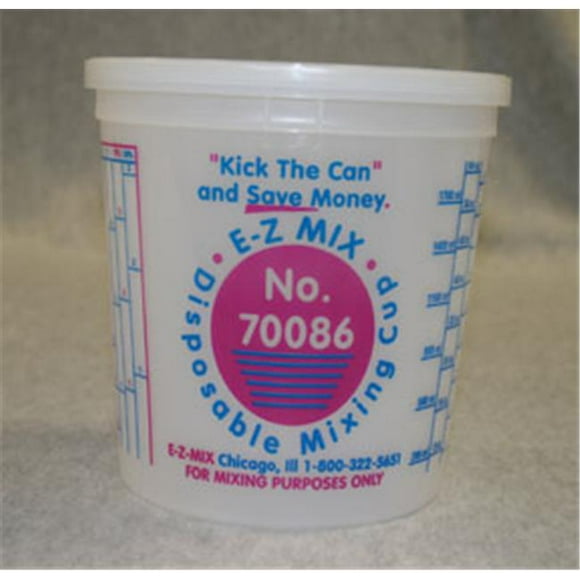 "Kick The Can"
and Save Money.
• E-Z MIX •
Disposable Mixing Cup
No.
70086
E-Z-MIX Chicago, Ill 1-800-322-5651
FOR MIXING PURPOSES ONLY